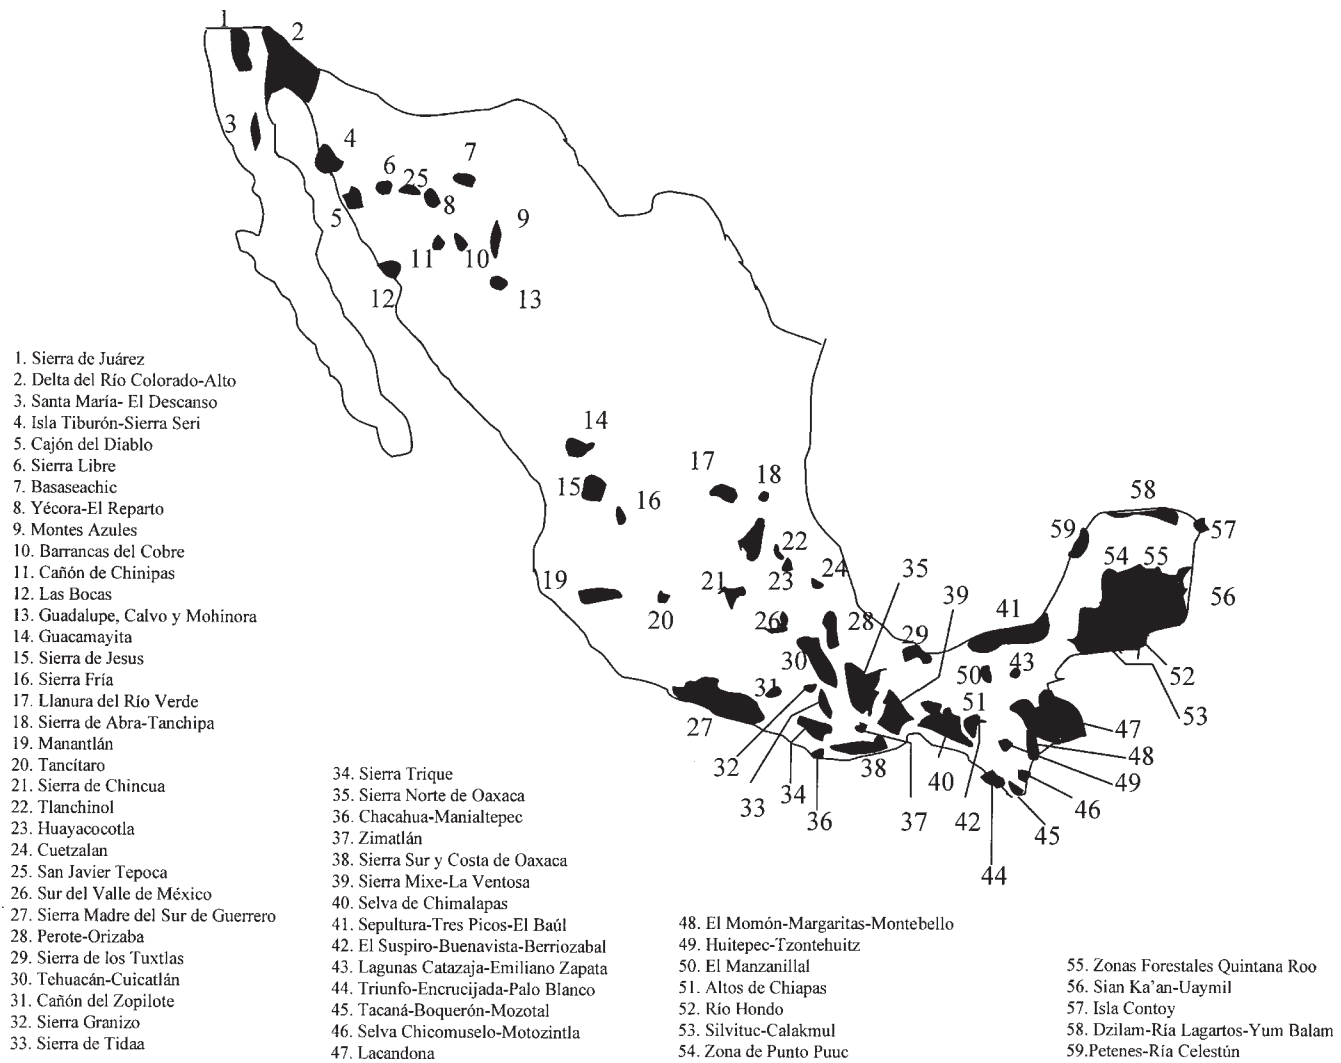 1
2
3
4
5
6
25
7
8
9
10
11
12
13
14
15
16
17
18
19
20
21
22
23
24
26
27
28
29
30
31
32
33
34
35
36
37
38
39
40
41
42
43
44
45
46
47
48
49
50
51
52
53
54
55
56
57
58
59
1. Sierra de Juárez
2. Delta del Río Colorado-Alto
3. Santa María- El Descanso
4. Isla Tiburón-Sierra Seri
5. Cajón del Diablo
6. Sierra Libre
7. Basaseachic
8. Yécora-El Reparto
9. Montes Azules
10. Barrancas del Cobre
11. Cañón de Chinipas
12. Las Bocas
13. Guadalupe, Calvo y Mohinora
14. Guacamayita
15. Sierra de Jesus
16. Sierra Fría
17. Llanura del Río Verde
18. Sierra de Abra-Tanchipa
19. Manantlán
20. Tancítaro
21. Sierra de Chincua
22. Tlanchinol
23. Huayacocotla
24. Cuetzalan
25. San Javier Tepoca
26. Sur del Valle de México
27. Sierra Madre del Sur de Guerrero
28. Perote-Orizaba
29. Sierra de los Tuxtlas
30. Tehuacán-Cuicatlán
31. Cañón del Zopilote
32. Sierra Granizo
33. Sierra de Tidaa
34. Sierra Trique
35. Sierra Norte de Oaxaca
36. Chacahua-Manialtepec
37. Zimatlán
38. Sierra Sur y Costa de Oaxaca
39. Sierra Mixe-La Ventosa
40. Selva de Chimalapas
41. Sepultura-Tres Picos-El Baúl
42. El Suspiro-Buenavista-Berriozabal
43. Lagunas Catazaja-Emiliano Zapata
44. Triunfo-Encrucijada-Palo Blanco
45. Tacaná-Boquerón-Mozotal
46. Selva Chicomuselo-Motozintla
47. Lacandona
48. El Momón-Margaritas-Montebello
49. Huitepec-Tzontehuitz
50. El Manzanillal
51. Altos de Chiapas
52. Río Hondo
53. Silvituc-Calakmul
54. Zona de Punto Puuc
55. Zonas Forestales Quintana Roo
56. Sian Ka'an-Uaymil
57. Isla Contoy
58. Dzilam-Ría Lagartos-Yum Balam
59.Petenes-Ría Celestún